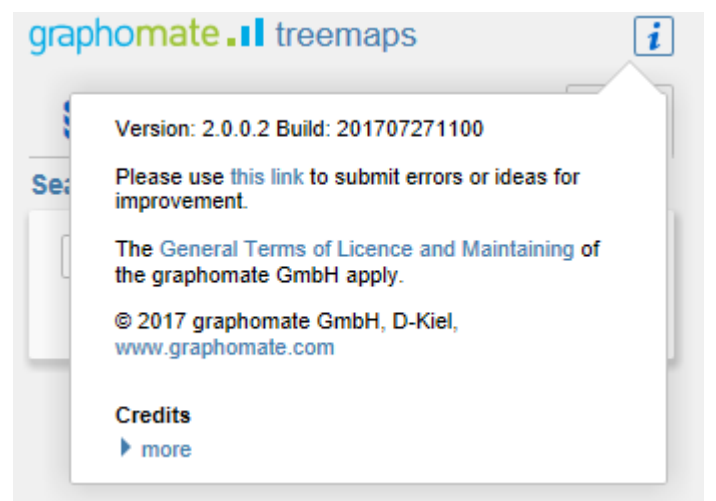 graphomate treemaps
i
Version: 2.0.0.2 Build: 201707271100
Sea
Please use this link to submit errors or ideas for
improvement.
The General Terms of Licence and Maintaining of
the graphomate GmbH apply.
© 2017 graphomate GmbH, D-Kiel,
www.graphomate.com
Credits
more